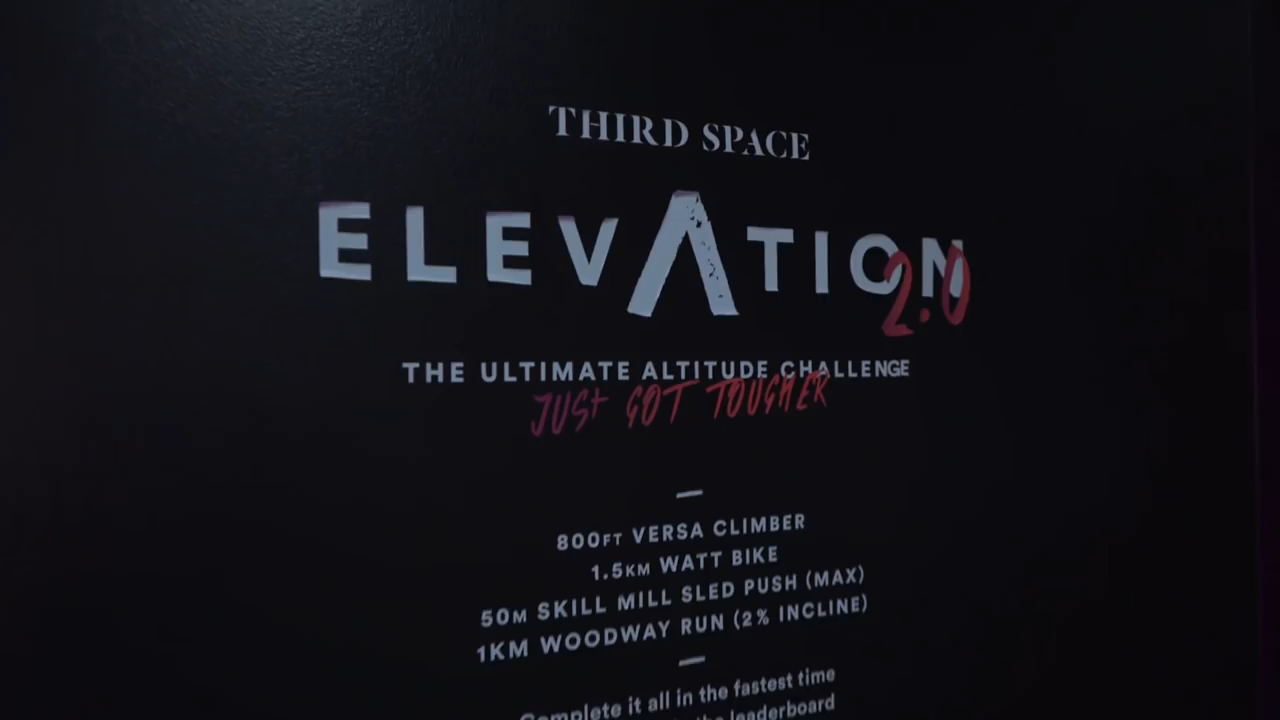 THIRD SPACE
ELEVATION
2.0
THE ULTIMATE ALTITUDE CHALLENGE
JUST GOT TOUGHER
800FT VERSA CLIMBER
1.5KM WATT BIKE
50M SKILL MILL SLED PUSH (MAX)
1KM WOODWAY RUN (2% INCLINE)
Complete it all in the fastest time
the leaderboard